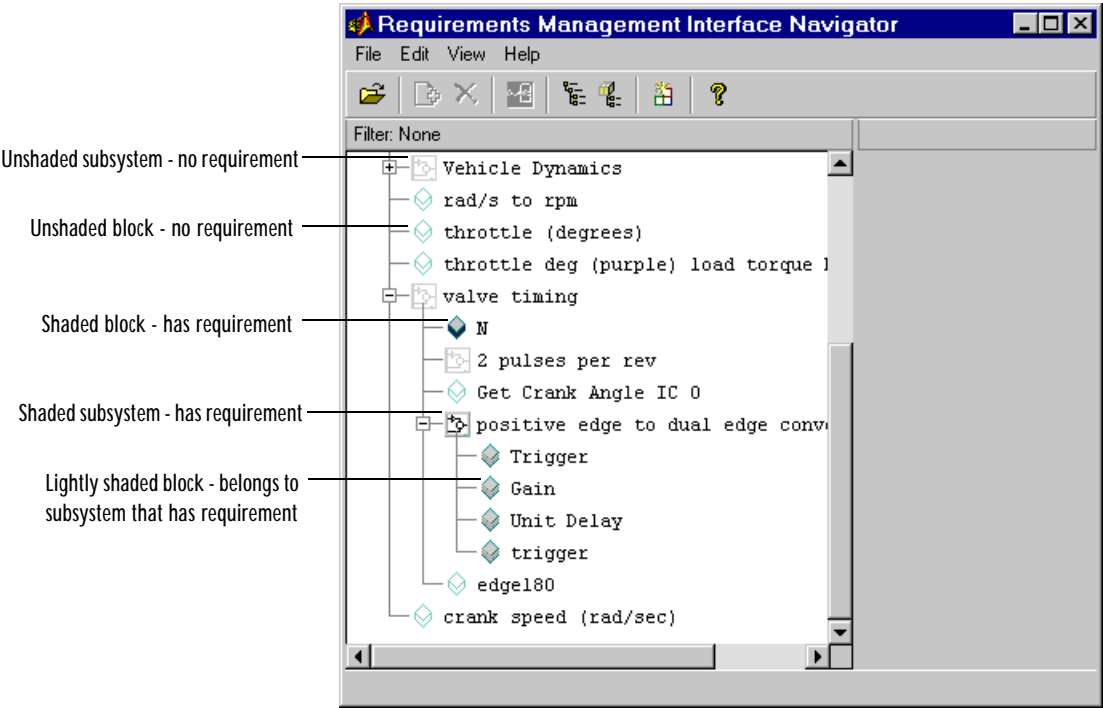 Requirements Management Interface Navigator
File Edit View Help
Filter: None
Unshaded subsystem - no requirement
Vehicle Dynamics
rad/s to rpm
Unshaded block - no requirement
throttle (degrees)
throttle deg (purple) load torque
valve timing
Shaded block - has requirement
N
2 pulses per rev
Get Crank Angle IC 0
Shaded subsystem - has requirement
positive edge to dual edge conv
Trigger
Lightly shaded block - belongs to
subsystem that has requirement
Gain
Unit Delay
trigger
edge180
crank speed (rad/sec)